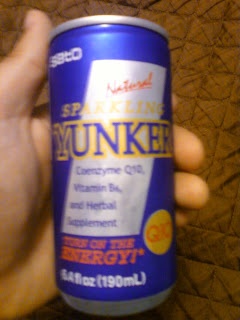 sato
Natural
SPARKLING
YUNKER
Coenzyme Q10,
Vitamin B6,
and Herbal
Supplement
Q10
TURN ON THE
ENERGY!*
6.4 fl oz (190mL)